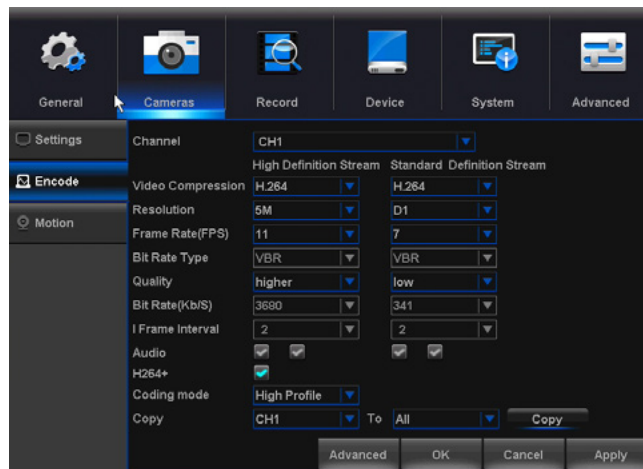 General Cameras Record Device System Advanced
Settings
Encode
Motion
Channel CH1
High Definition Stream Standard Definition Stream
Video Compression H.264 H.264
Resolution 5M D1
Frame Rate(FPS) 11 7
Bit Rate Type VBR VBR
Quality higher low
Bit Rate(Kb/S) 3680 341
I Frame Interval 2 2
Audio
H264+
Coding mode High Profile
Copy CH1 To All Copy
Advanced OK Cancel Apply